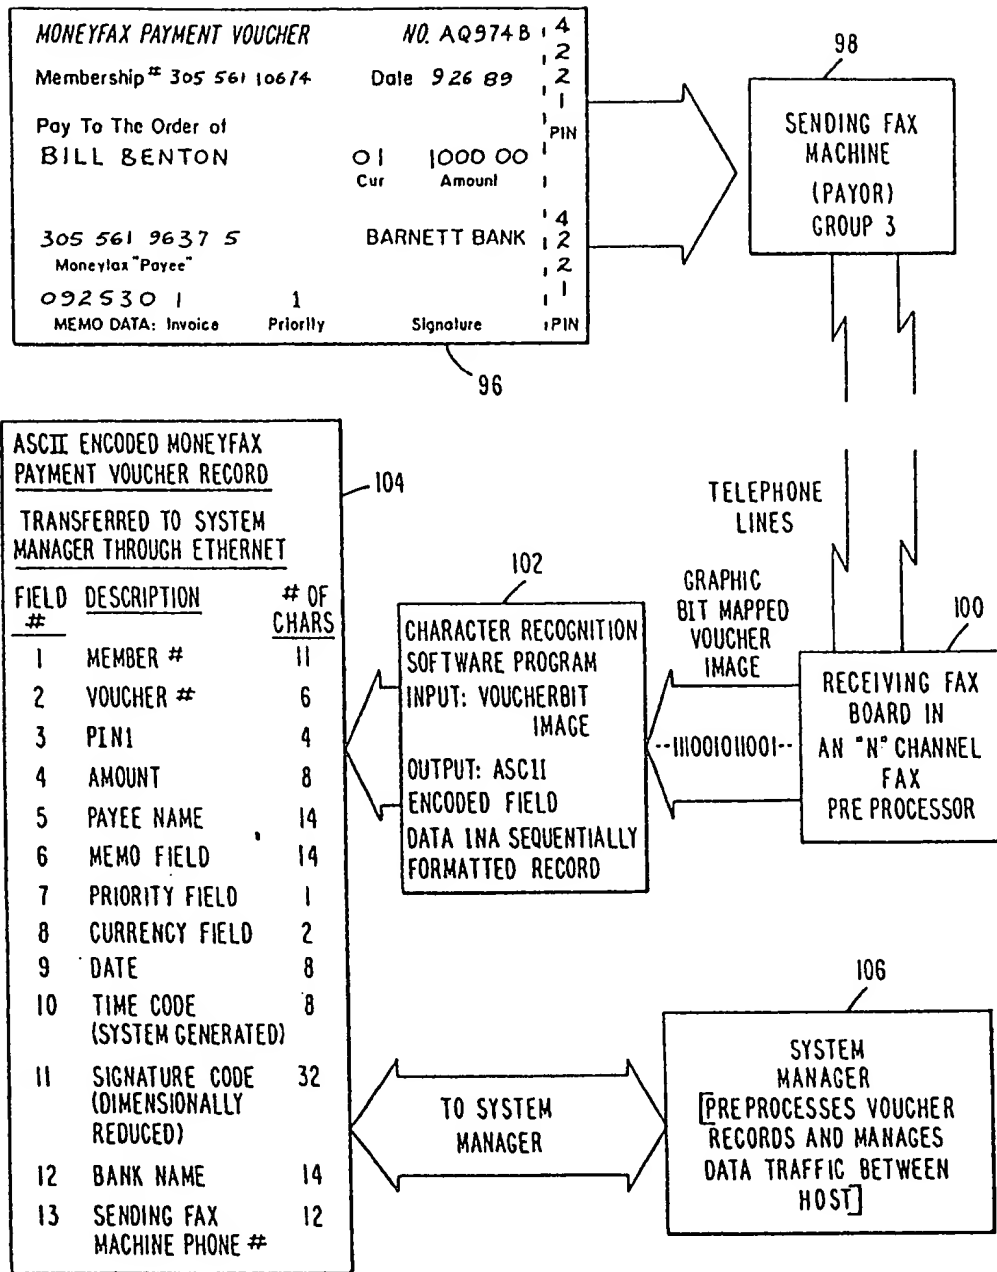 MONEYFAX PAYMENT VOUCHER NO. AQ974B
Membership # 305 561 10674 Date 9 26 89
4
2
2
1
PIN
Pay To The Order of
BILL BENTON 01 1000 00
Cur Amount
305 561 9637 5 BARNETT BANK
Moneyfax "Payee"
092530 1 1
MEMO DATA: Invoice Priority Signature
4
2
2
1
PIN
96
98
SENDING FAX
MACHINE
(PAYOR)
GROUP 3
TELEPHONE
LINES
100
RECEIVING FAX
BOARD IN
AN "N" CHANNEL
FAX
PRE PROCESSOR
GRAPHIC
BIT MAPPED
VOUCHER
IMAGE
--111001011001--
102
CHARACTER RECOGNITION
SOFTWARE PROGRAM
INPUT: VOUCHERBIT
IMAGE
OUTPUT: ASCII
ENCODED FIELD
DATA INA SEQUENTIALLY
FORMATTED RECORD
104
ASCII ENCODED MONEYFAX
PAYMENT VOUCHER RECORD
TRANSFERRED TO SYSTEM
MANAGER THROUGH ETHERNET
FIELD # DESCRIPTION # OF CHARS
1 MEMBER # 11
2 VOUCHER # 6
3 PIN1 4
4 AMOUNT 8
5 PAYEE NAME 14
6 MEMO FIELD 14
7 PRIORITY FIELD 1
8 CURRENCY FIELD 2
9 DATE 8
10 TIME CODE 8
(SYSTEM GENERATED)
11 SIGNATURE CODE 32
(DIMENSIONALLY
REDUCED)
12 BANK NAME 14
13 SENDING FAX 12
MACHINE PHONE #
TO SYSTEM
MANAGER
106
SYSTEM
MANAGER
[PREPROCESSES VOUCHER
RECORDS AND MANAGES
DATA TRAFFIC BETWEEN
HOST]